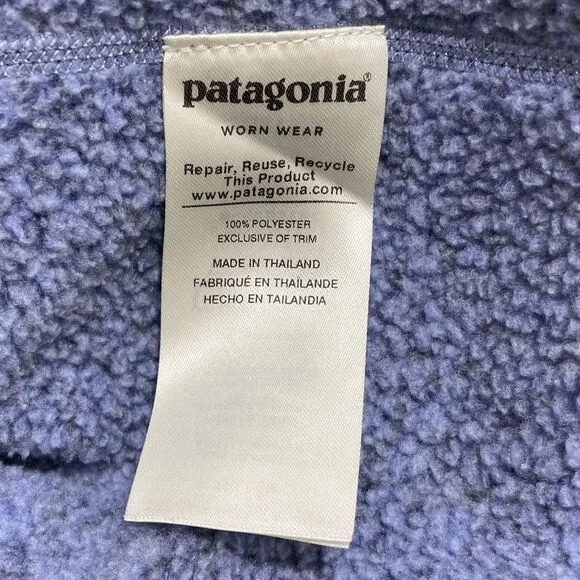 patagonia®
WORN WEAR
Repair, Reuse, Recycle
This Product
www.patagonia.com
100% POLYESTER
EXCLUSIVE OF TRIM
MADE IN THAILAND
FABRIQUÉ EN THAÏLANDE
HECHO EN TAILANDIA